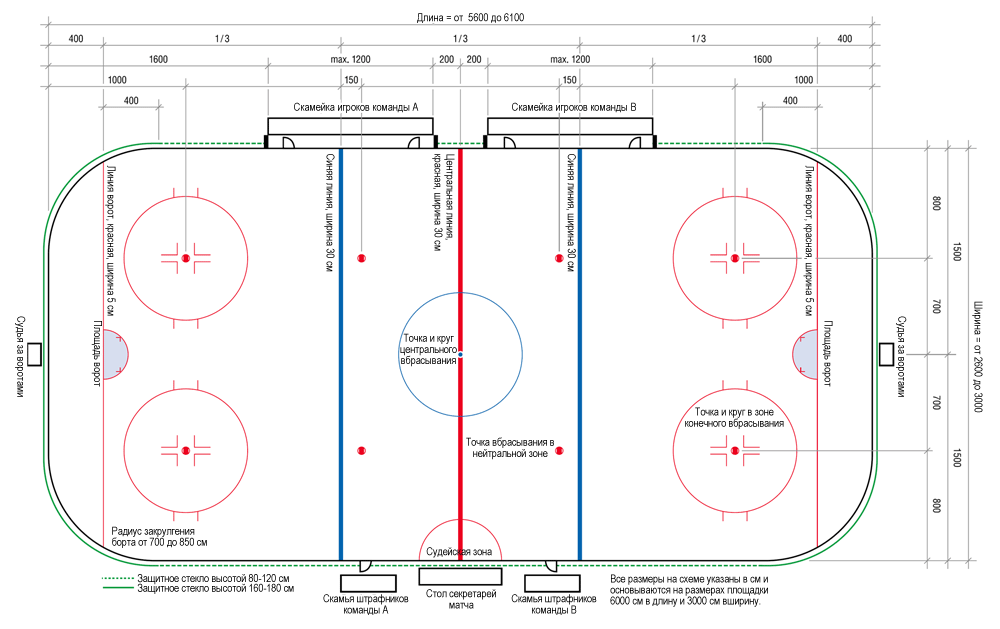 Длина = от 5600 до 6100
400
1/3
1/3
1/3
400
1600
max. 1200
200
200
max. 1200
1600
1000
150
150
1000
400
400
Скамейка игроков команды А
Скамейка игроков команды В
Линия ворот, красная, ширина 5 см
Синяя линия, ширина 30 см
Центральная линия,
красная, ширина 30 см
Синяя линия, ширина 30 см
Линия ворот, красная, ширина 5 см
800
1500
700
Ширина = от 2600 до 3000
700
1500
800
Судья за воротами
Площадь ворот
Точка и круг
центрального
вбрасывания
Площадь ворот
Судья за воротами
Точка и круг в зоне
конечного вбрасывания
Точка вбрасывания в
нейтральной зоне
Радиус закругления
борта от 700 до 850 см
Судейская зона
Защитное стекло высотой 80-120 см
Защитное стекло высотой 160-180 см
Скамья штрафников
команды А
Стол секретарей
матча
Скамья штрафников
команды В
Все размеры на схеме указаны в см и
основываются на размерах площадки
6000 см в длину и 3000 см вширину.